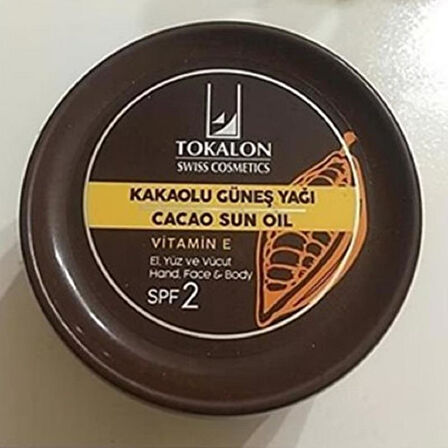 TOKALON
SWISS COSMETICS
KAKAOLU GÜNEŞ YAĞI
CACAO SUN OIL
VİTAMİN E
El, Yüz ve Vücut
Hand, Face & Body
SPF 2